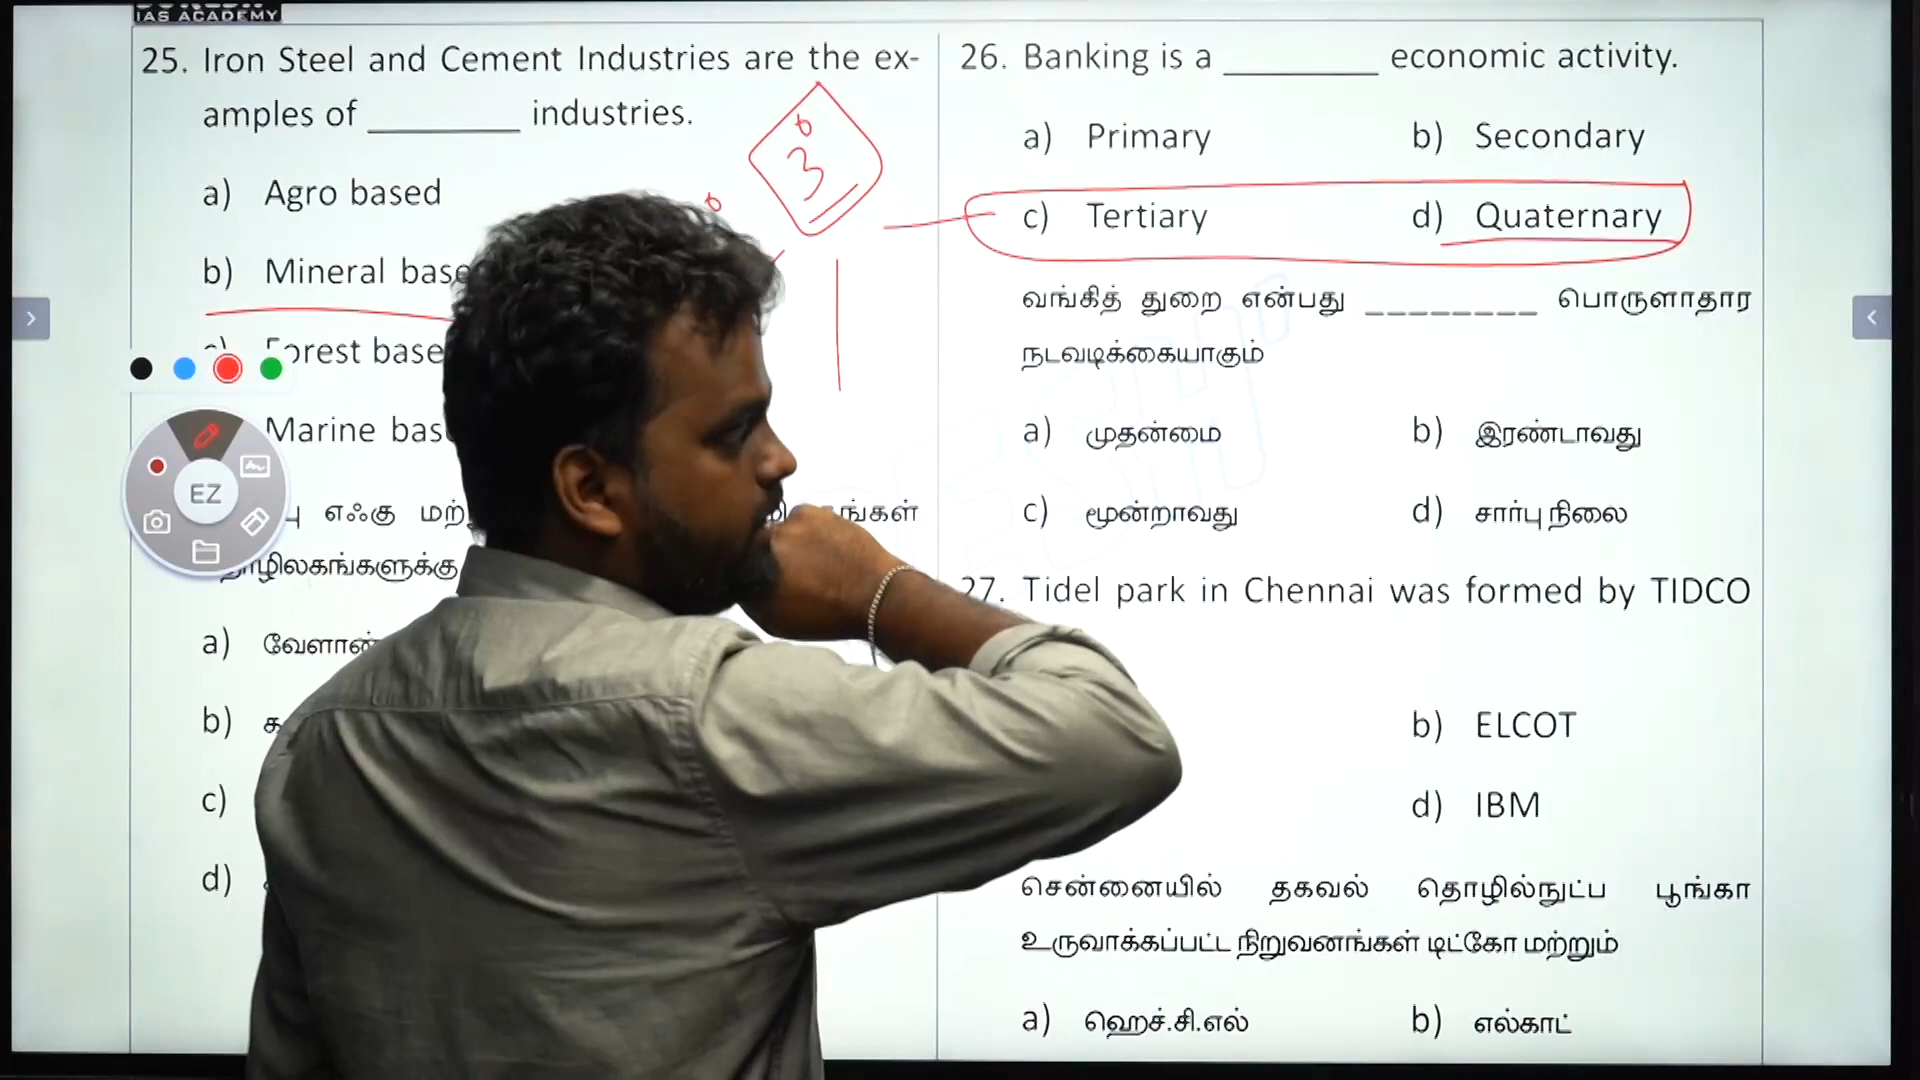 IAS ACADEMY
25. Iron Steel and Cement Industries are the ex-
amples of ________ industries.
a) Agro based
b) Mineral base
Forest base
Marine bas
எஃகு
தொழிலகங்களுக்கு
a)
b)
c)
d)
EZ
3
26. Banking is a ________ economic activity.
a) Primary b) Secondary
c) Tertiary d) Quaternary
வங்கித் துறை என்பது ________ பொருளாதார
நடவடிக்கையாகும்
a) முதன்மை b) இரண்டாவது
c) மூன்றாவது d) சார்பு நிலை
27. Tidel park in Chennai was formed by TIDCO
b) ELCOT
d) IBM
சென்னையில் தகவல் தொழில்நுட்ப பூங்கா
உருவாக்கப்பட்ட நிறுவனங்கள் டிட்கோ மற்றும்
a) ஹெச்.சி.எல் b) எல்காட்